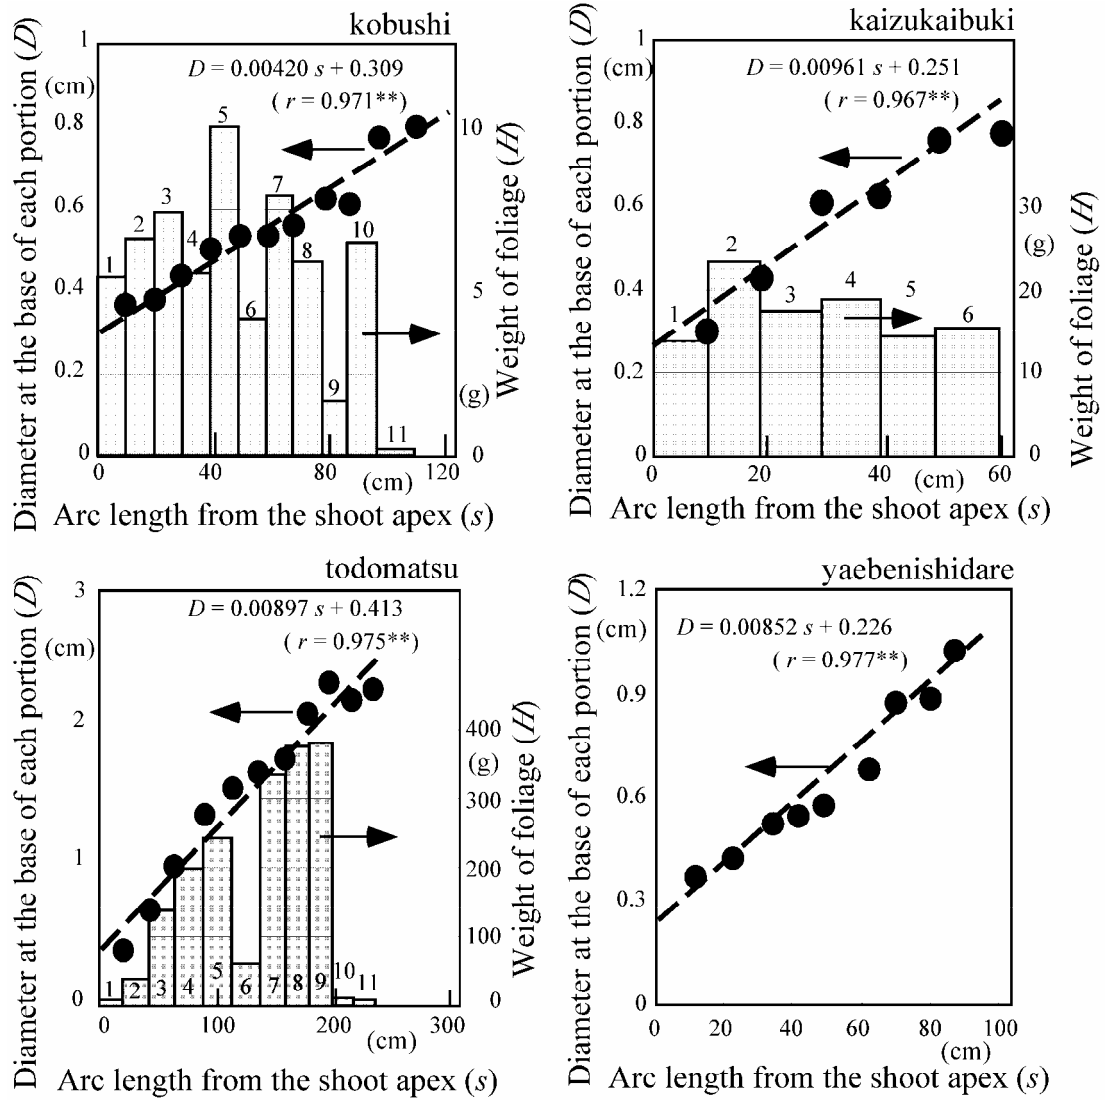 kobushi
Diameter at the base of each portion (D)
1
(cm)
0.8
0.6
0.4
0.2
0
D = 0.00420 s + 0.309
( r = 0.971**)
1
2
3
4
5
6
7
8
9
10
11
10
5
(g)
0
Weight of foliage (H)
0
40
80
120
(cm)
Arc length from the shoot apex (s)
kaizukaibuki
Diameter at the base of each portion (D)
1
(cm)
0.8
0.6
0.4
0.2
0
D = 0.00961 s + 0.251
( r = 0.967**)
1
2
3
4
5
6
30
(g)
20
10
0
Weight of foliage (H)
0
20
40
60
(cm)
Arc length from the shoot apex (s)
todomatsu
Diameter at the base of each portion (D)
3
(cm)
2
1
0
D = 0.00897 s + 0.413
( r = 0.975**)
1
2
3
4
5
6
7
8
9
10
11
400
(g)
300
200
100
0
Weight of foliage (H)
0
100
200
300
(cm)
Arc length from the shoot apex (s)
yaebenishidare
Diameter at the base of each portion (D)
1.2
(cm)
0.9
0.6
0.3
0
D = 0.00852 s + 0.226
( r = 0.977**)
0
20
40
60
80
100
(cm)
Arc length from the shoot apex (s)